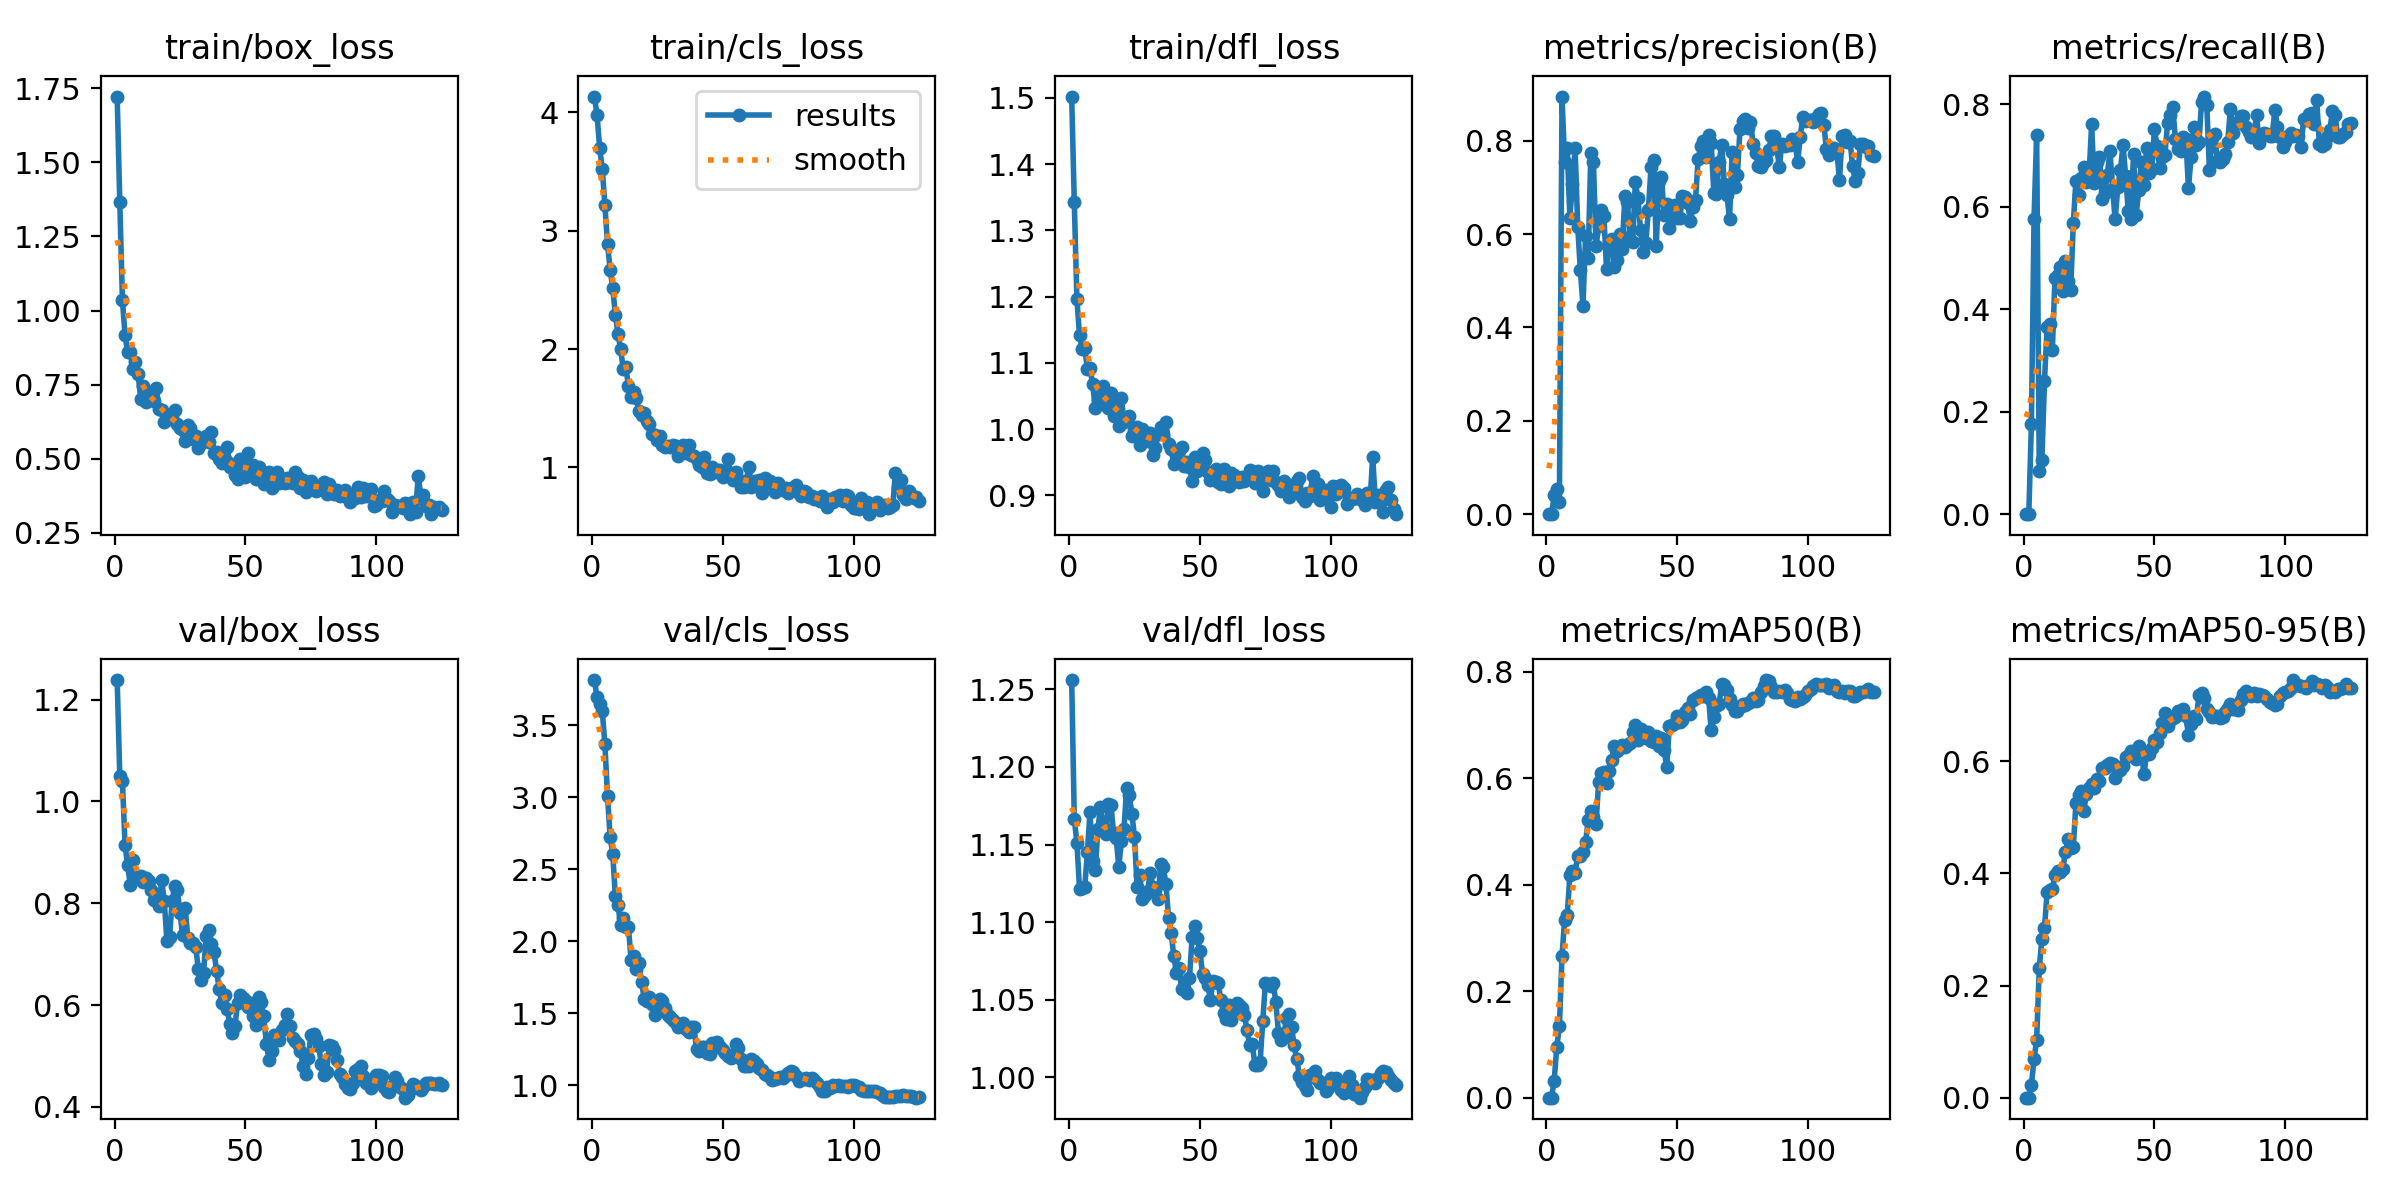 train/box_loss
1.75
1.50
1.25
1.00
0.75
0.50
0.25
0 50 100
train/cls_loss
results
smooth
4
3
2
1
0 50 100
train/dfl_loss
1.5
1.4
1.3
1.2
1.1
1.0
0.9
0 50 100
metrics/precision(B)
0.8
0.6
0.4
0.2
0.0
0 50 100
metrics/recall(B)
0.8
0.6
0.4
0.2
0.0
0 50 100
val/box_loss
1.2
1.0
0.8
0.6
0.4
0 50 100
val/cls_loss
3.5
3.0
2.5
2.0
1.5
1.0
0 50 100
val/dfl_loss
1.25
1.20
1.15
1.10
1.05
1.00
0 50 100
metrics/mAP50(B)
0.8
0.6
0.4
0.2
0.0
0 50 100
metrics/mAP50-95(B)
0.6
0.4
0.2
0.0
0 50 100